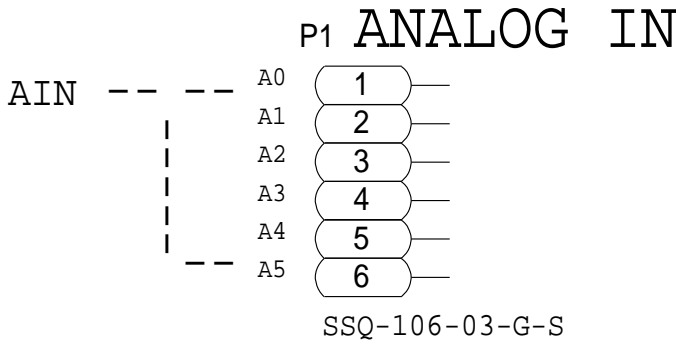 P1 ANALOG IN
AIN A0 1
A1 2
A2 3
A3 4
A4 5
A5 6
SSQ-106-03-G-S